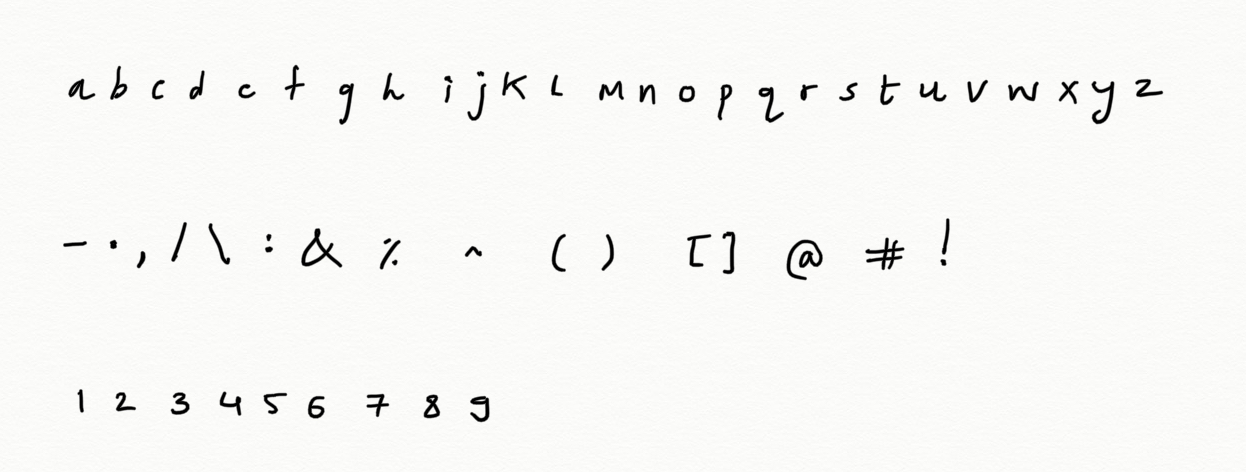 a b c d c f g h i j K L M n o p q r s t u v w x y z
- . , / \ : & % ^ ( ) [ ] @ # !
1 2 3 4 5 6 7 8 9